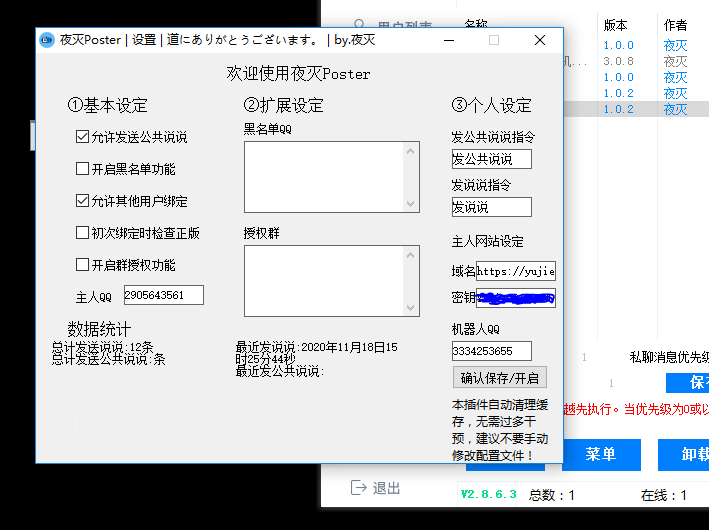 夜灭Poster | 设置 | 道にありがとうございます。 | by.夜灭
欢迎使用夜灭Poster
①基本设定
允许发送公共说说
开启黑名单功能
允许其他用户绑定
初次绑定时检查正版
开启群授权功能
主人QQ 2905643561
数据统计
总计发送说说:12条
总计发送公共说说:条
②扩展设定
黑名单QQ
授权群
最近发说说:2020年11月18日15
时25分44秒
最近发公共说说:
③个人设定
发公共说说指令
发公共说说
发说说指令
发说说
主人网站设定
域名 https://yujie
密钥
机器人QQ
3334253655
确认保存/开启
本插件自动清理缓
存，无需过多干
预，建议不要手动
修改配置文件！
名称 版本 作者
1.0.0 夜灭
机... 3.0.8 夜灭
1.0.0 夜灭
1.0.2 夜灭
1.0.2 夜灭
1 私聊消息优先级
1 保
越先执行。当优先级为0或以
菜单 卸载
退出
V2.8.6.3 总数：1 在线：1